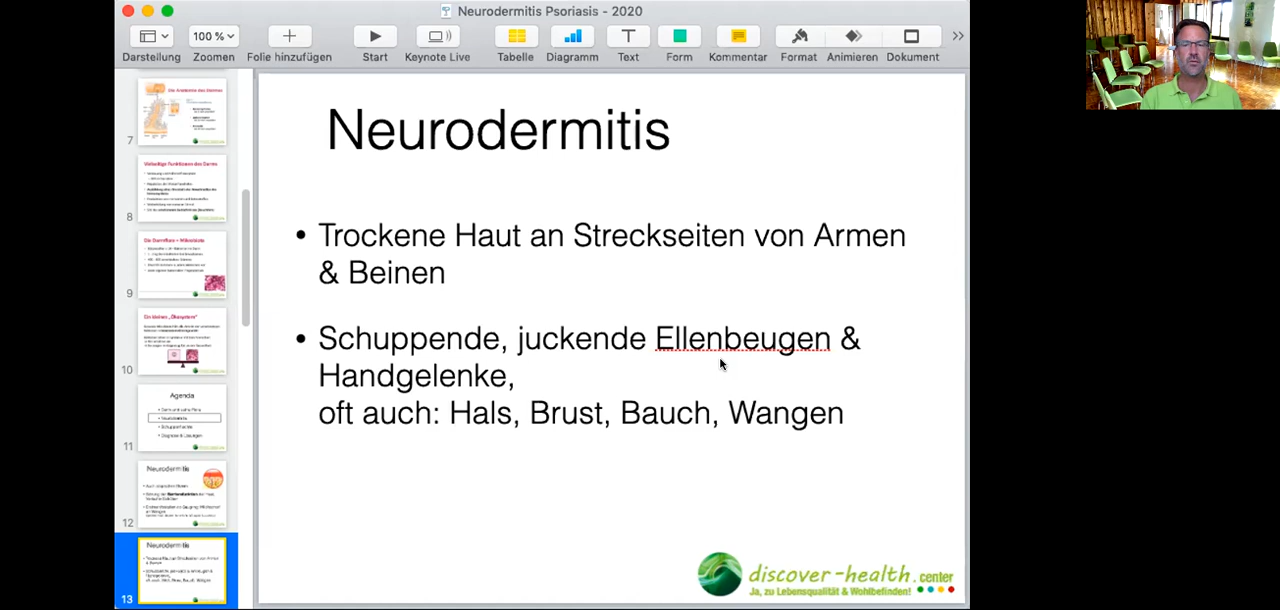 Neurodermitis Psoriasis - 2020
100 %
Darstellung Zoomen Folie hinzufügen Start Keynote Live Tabelle Diagramm Text Form Kommentar Format Animieren Dokument
7
8
9
10
Agenda
11
Neurodermitis
12
Neurodermitis
13
Neurodermitis
• Trockene Haut an Streckseiten von Armen
& Beinen
• Schuppende, juckende Ellenbeugen &
Handgelenke,
oft auch: Hals, Brust, Bauch, Wangen
discover-health.center
Ja, zu Lebensqualität & Wohlbefinden!